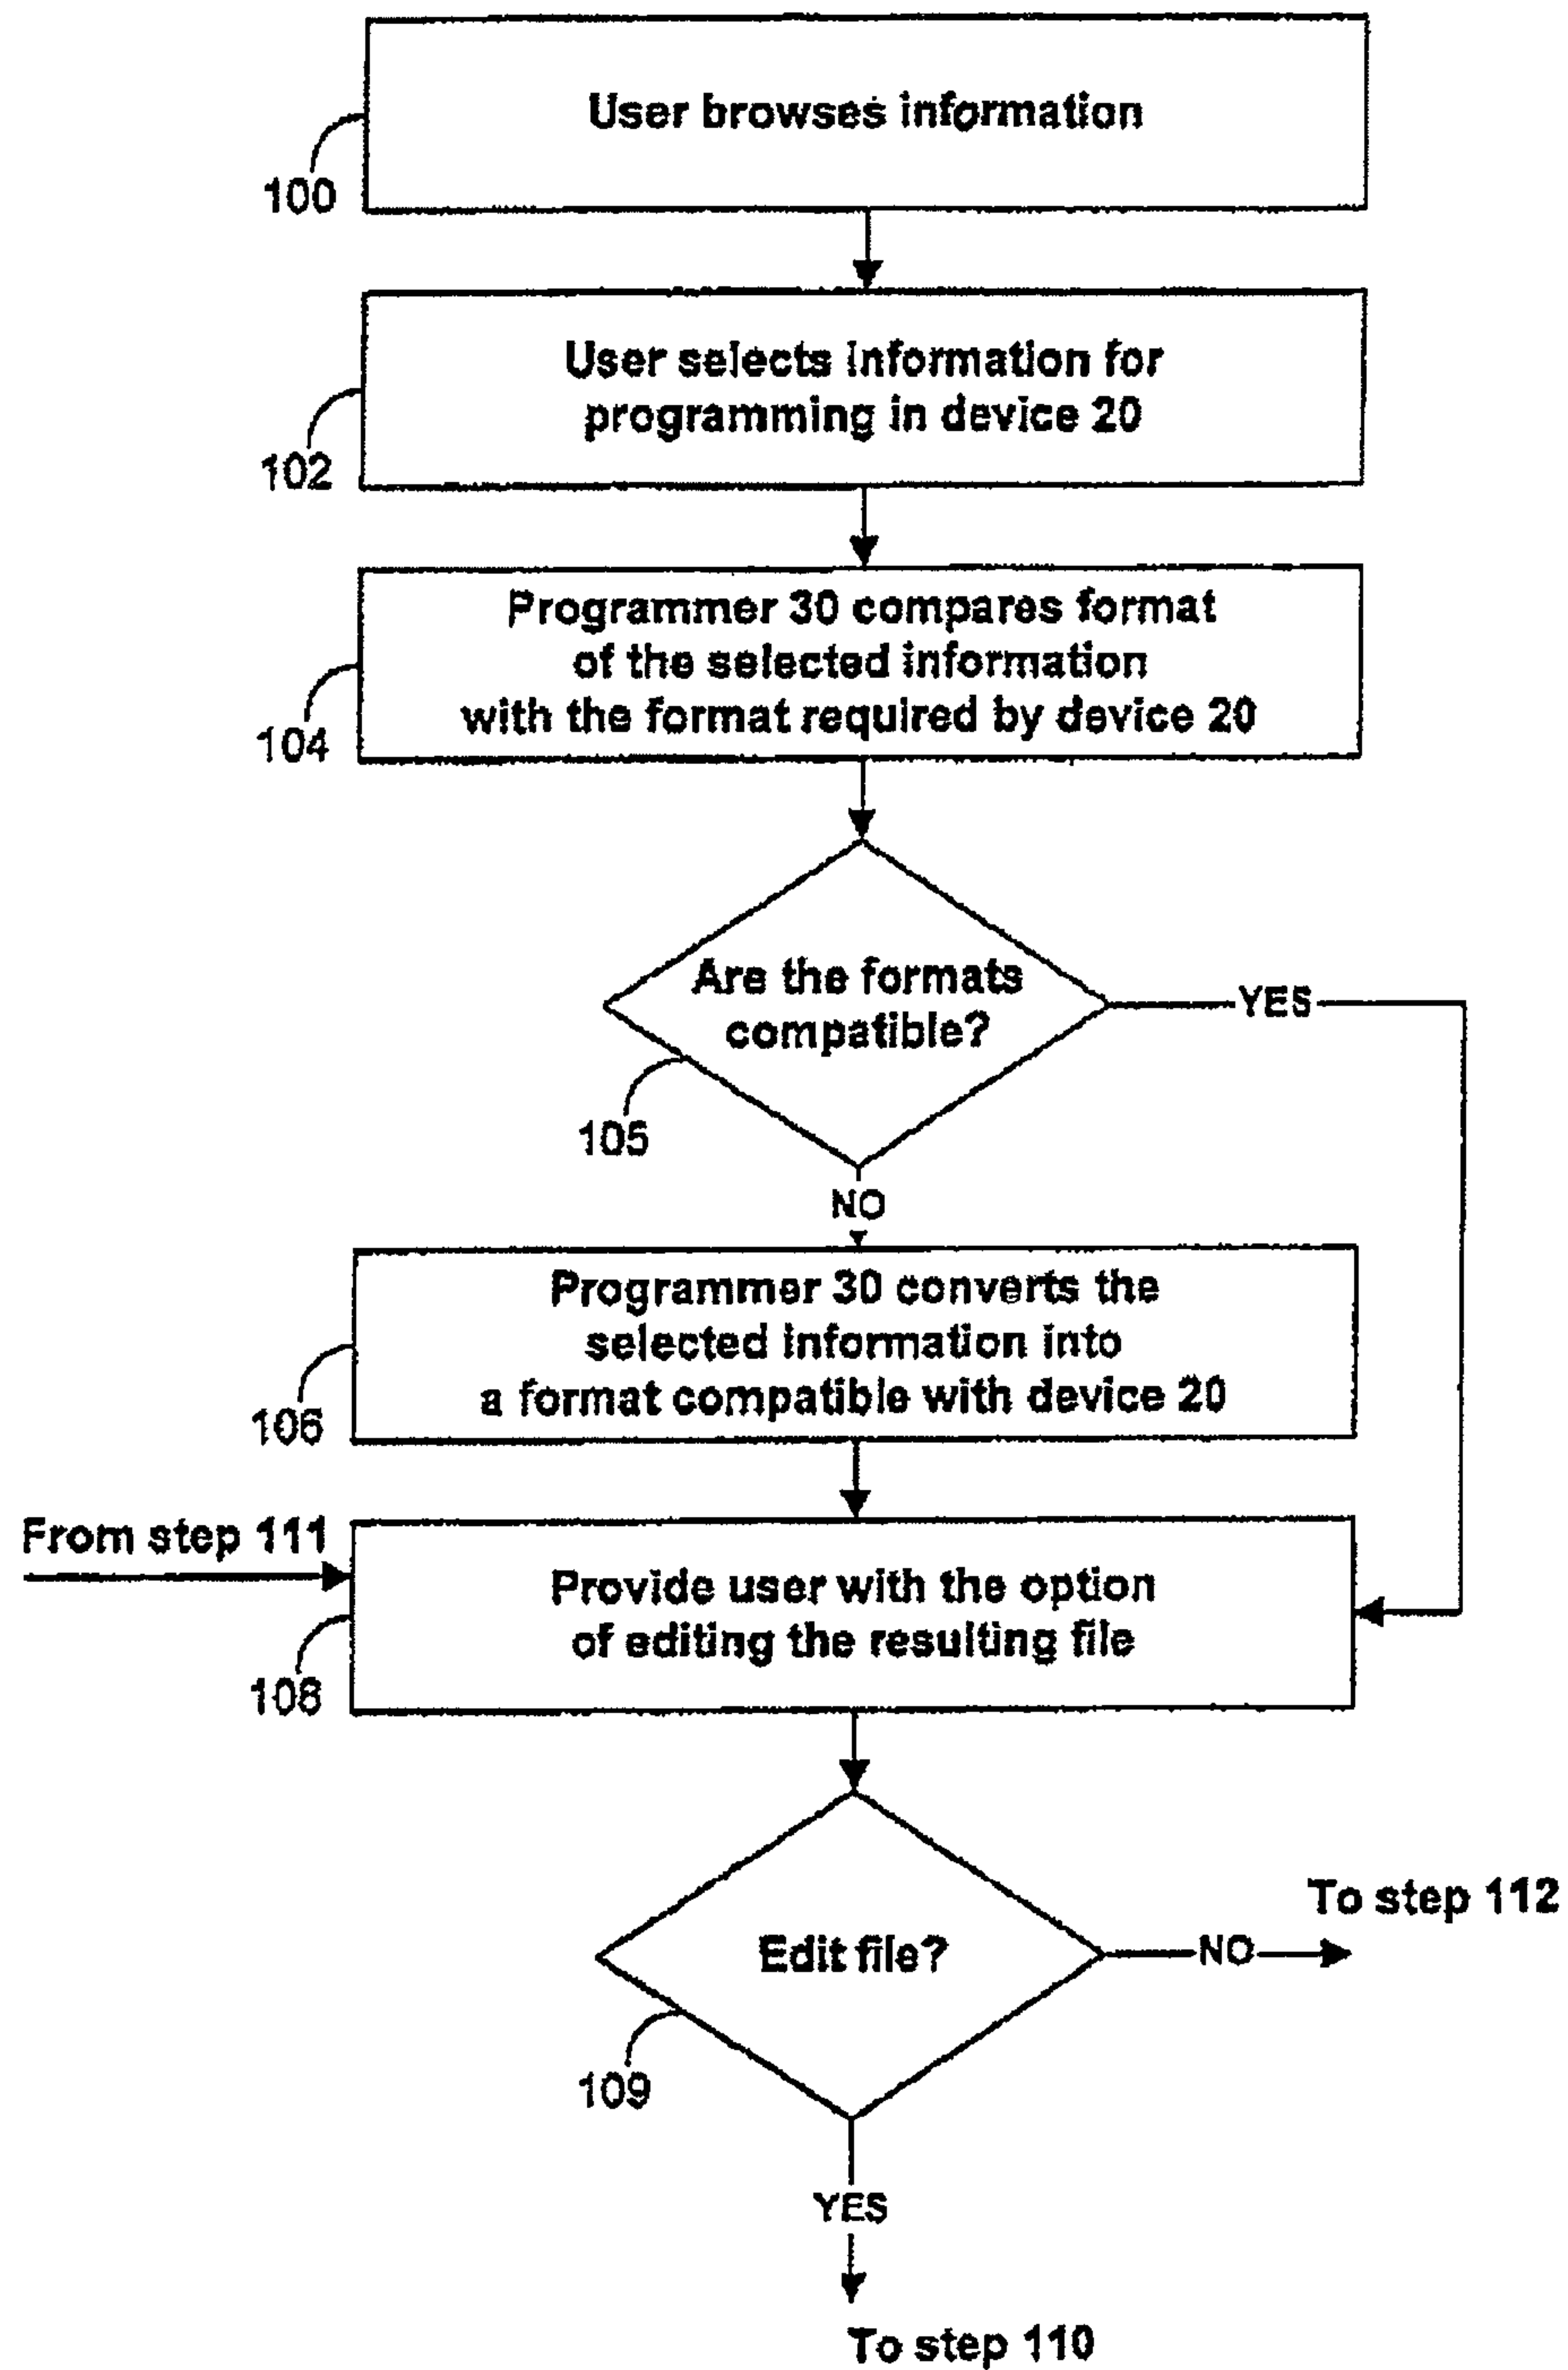 User browses information
100
User selects information for
programming in device 20
102
Programmer 30 compares format
of the selected information
with the format required by device 20
104
Are the formats
compatible?
YES
105
NO
Programmer 30 converts the
selected information into
a format compatible with device 20
106
From step 111
Provide user with the option
of editing the resulting file
108
To step 112
Edit file?
NO
109
YES
To step 110